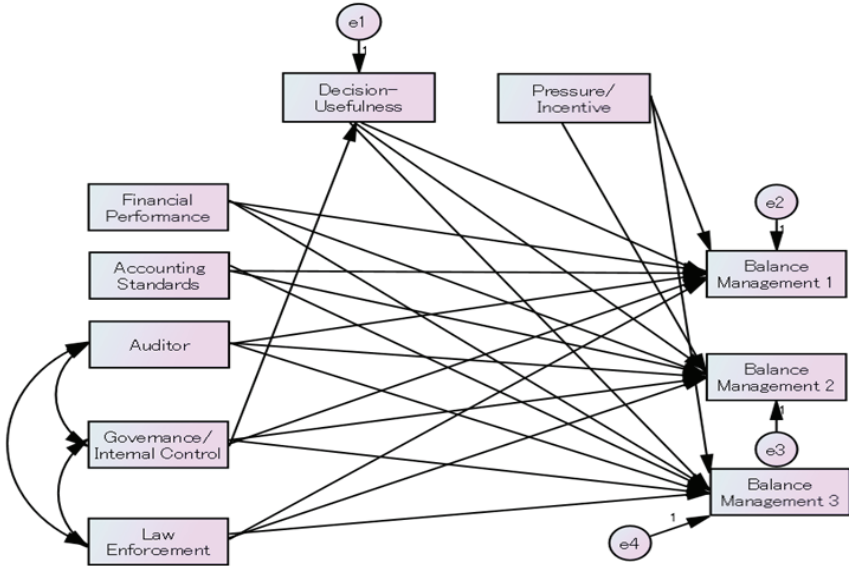 e1
1
Decision-
Usefulness
Pressure/
Incentive
Financial
Performance
e2
1
Accounting
Standards
Balance
Management 1
Auditor
Balance
Management 2
1
Governance/
Internal Control
e3
Balance
Management 3
1
e4
Law
Enforcement